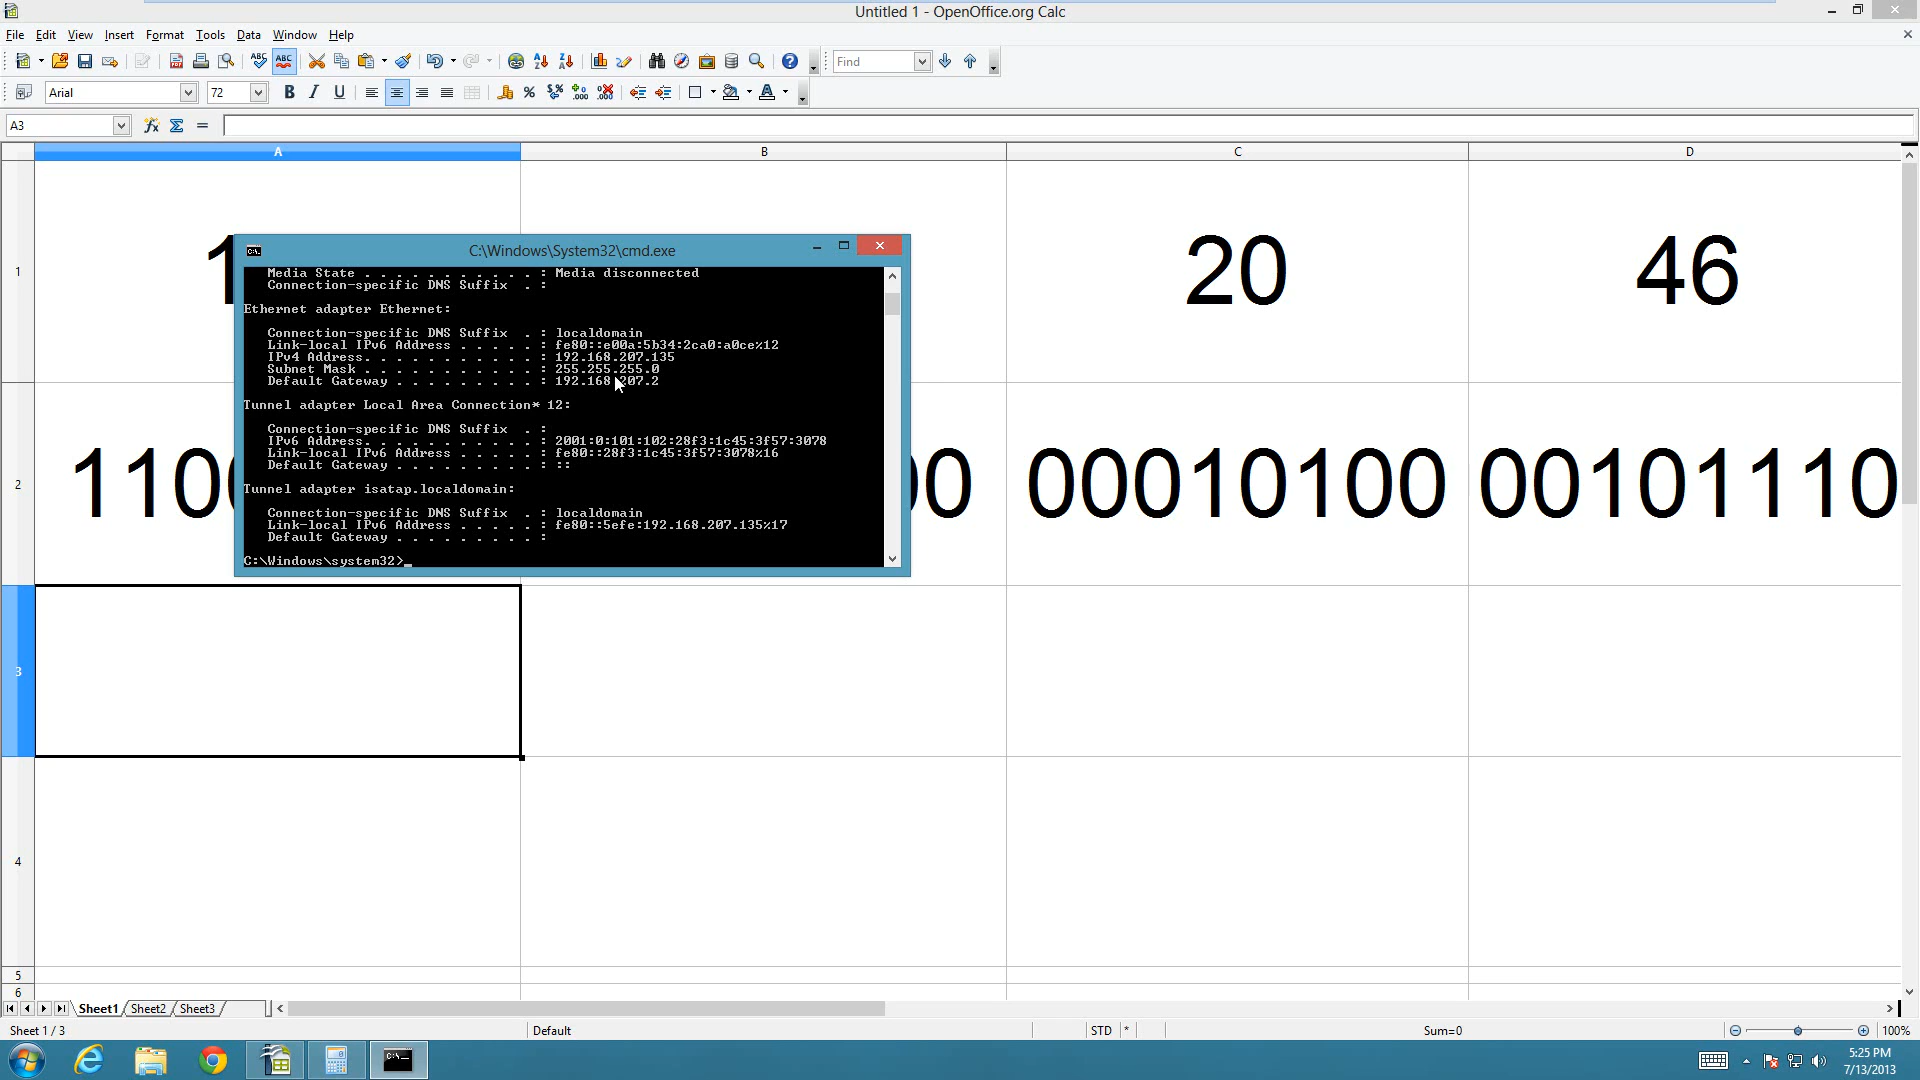 Untitled 1 - OpenOffice.org Calc
File Edit View Insert Format Tools Data Window Help
Find
Arial 72
A3
A B C D
1 20 46
C:\Windows\System32\cmd.exe
Media State . . . . . . . . . . . : Media disconnected
Connection-specific DNS Suffix  . :
Ethernet adapter Ethernet:
Connection-specific DNS Suffix  . : localdomain
Link-local IPv6 Address . . . . . : fe80::e00a:5b34:2ca0:a0ce%12
IPv4 Address. . . . . . . . . . . : 192.168.207.135
Subnet Mask . . . . . . . . . . . : 255.255.255.0
Default Gateway . . . . . . . . . : 192.168.207.2
Tunnel adapter Local Area Connection* 12:
Connection-specific DNS Suffix  . :
IPv6 Address. . . . . . . . . . . : 2001:0:101:102:28f3:1c45:3f57:3078
Link-local IPv6 Address . . . . . : fe80::28f3:1c45:3f57:3078%16
Default Gateway . . . . . . . . . : ::
Tunnel adapter isatap.localdomain:
Connection-specific DNS Suffix  . : localdomain
Link-local IPv6 Address . . . . . : fe80::5efe:192.168.207.135%17
Default Gateway . . . . . . . . . :
C:\Windows\system32>_
2 00010100 00101110
3
4
5
6
Sheet1 Sheet2 Sheet3
Sheet 1 / 3 Default STD * Sum=0 100%
5:25 PM
7/13/2013